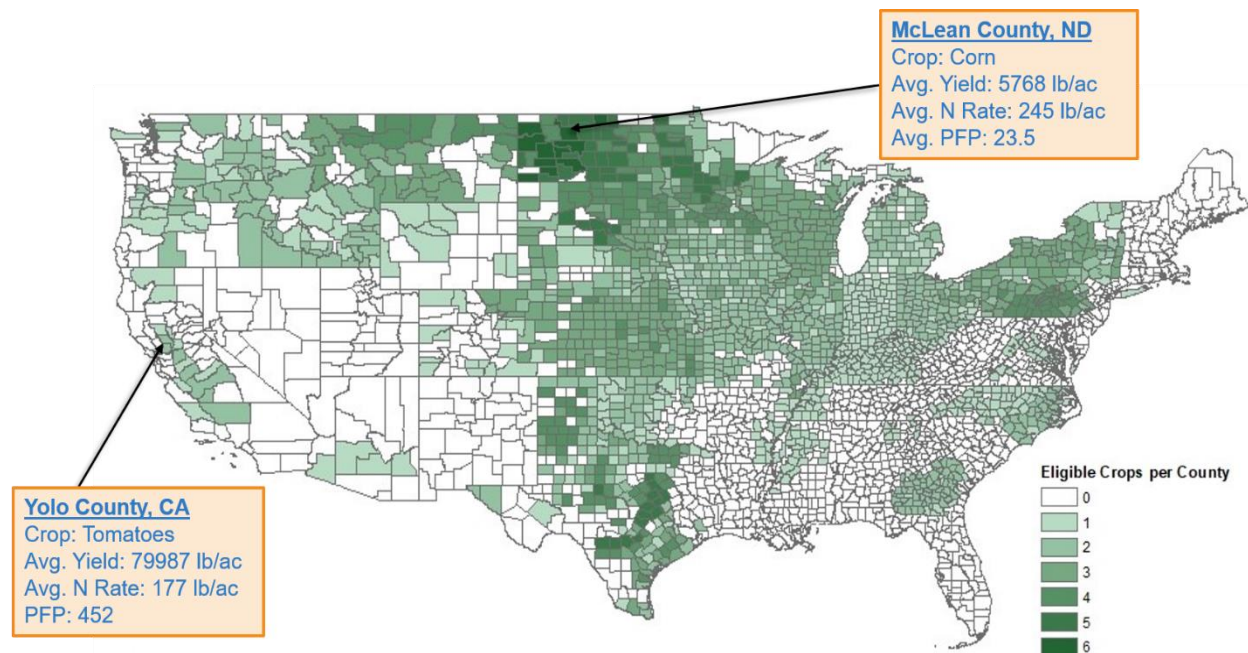 McLean County, ND
Crop: Corn
Avg. Yield: 5768 lb/ac
Avg. N Rate: 245 lb/ac
Avg. PFP: 23.5
Yolo County, CA
Crop: Tomatoes
Avg. Yield: 79987 lb/ac
Avg. N Rate: 177 lb/ac
PFP: 452
Eligible Crops per County
0
1
2
3
4
5
6